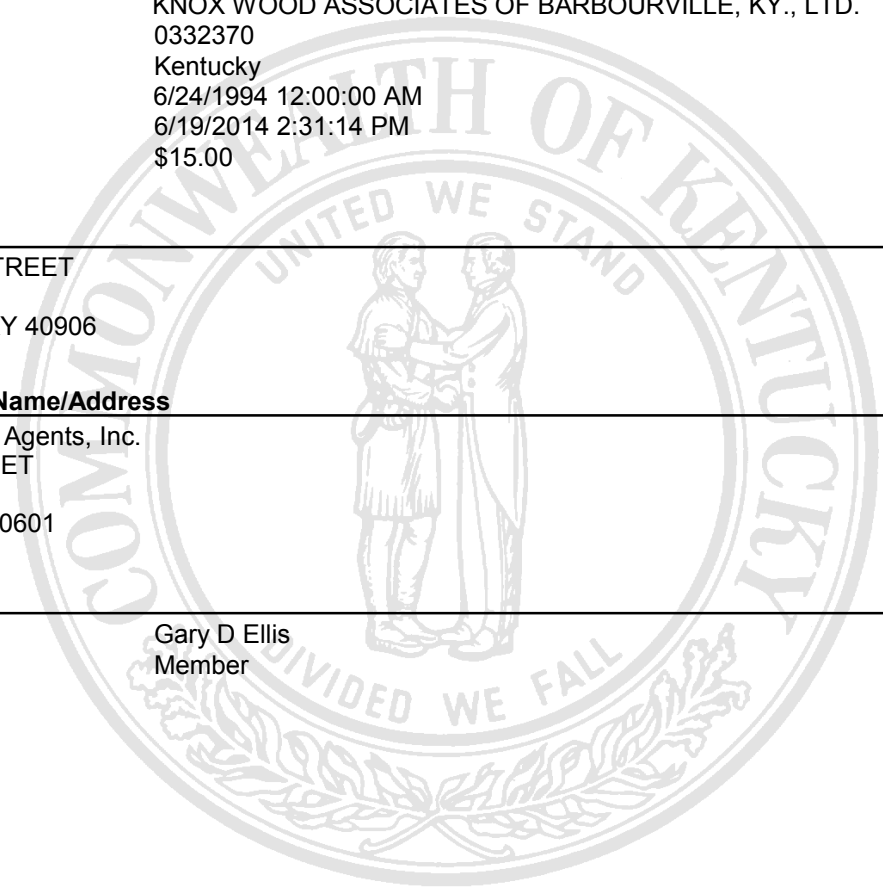 KNOX WOOD ASSOCIATES OF BARBOURVILLE, KY., LTD.
0332370
Kentucky
6/24/1994 12:00:00 AM
6/19/2014 2:31:14 PM
$15.00
TREET
Y 40906
Name/Address
Agents, Inc.
ET
0601
Gary D Ellis
Member
COMMONWEALTH OF KENTUCKY
UNITED WE STAND
DIVIDED WE FALL